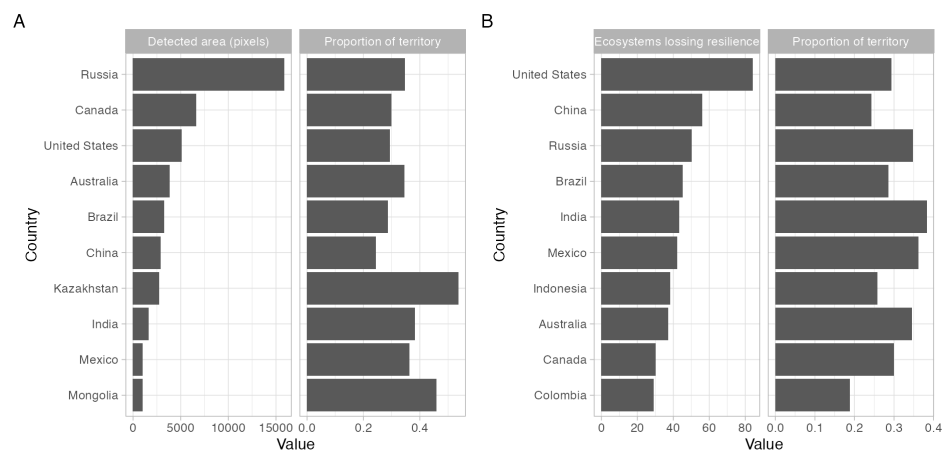 A
Detected area (pixels)
Proportion of territory
Country
Russia
Canada
United States
Australia
Brazil
China
Kazakhstan
India
Mexico
Mongolia
0 5000 10000 15000
0.0 0.2 0.4
Value
B
Ecosystems lossing resilience
Proportion of territory
Country
United States
China
Russia
Brazil
India
Mexico
Indonesia
Australia
Canada
Colombia
0 20 40 60 80
0.0 0.1 0.2 0.3 0.4
Value